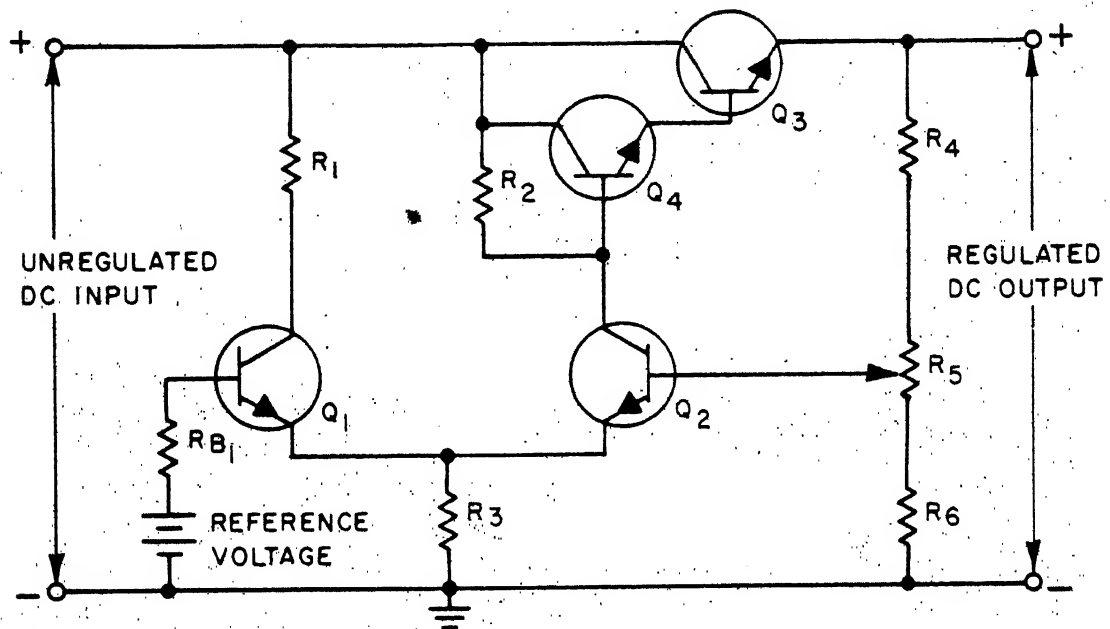 +
+
Q3
R4
R1
R2
Q4
UNREGULATED
DC INPUT
REGULATED
DC OUTPUT
R5
Q1
Q2
RB1
R3
R6
REFERENCE
VOLTAGE
−
−